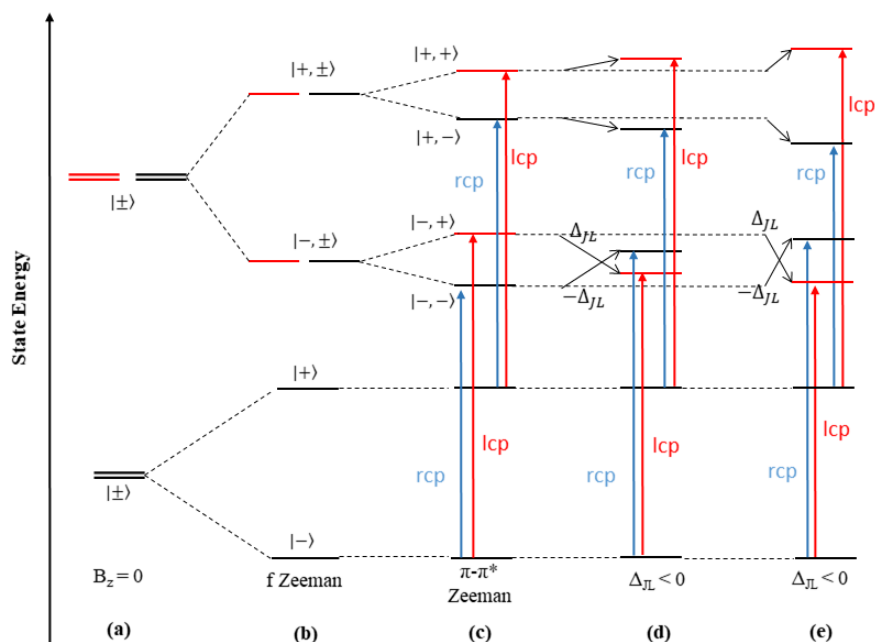 State Energy
|±⟩
|±⟩
B_z = 0
(a)
|+, ±⟩
|−, ±⟩
|+⟩
|−⟩
f Zeeman
(b)
|+, +⟩
|+, −⟩
|−, +⟩
|−, −⟩
rcp
lcp
rcp
lcp
π-π*
Zeeman
(c)
Δ_JL
−Δ_JL
rcp
lcp
rcp
lcp
Δ_JL < 0
(d)
Δ_JL
−Δ_JL
lcp
rcp
rcp
lcp
Δ_JL < 0
(e)